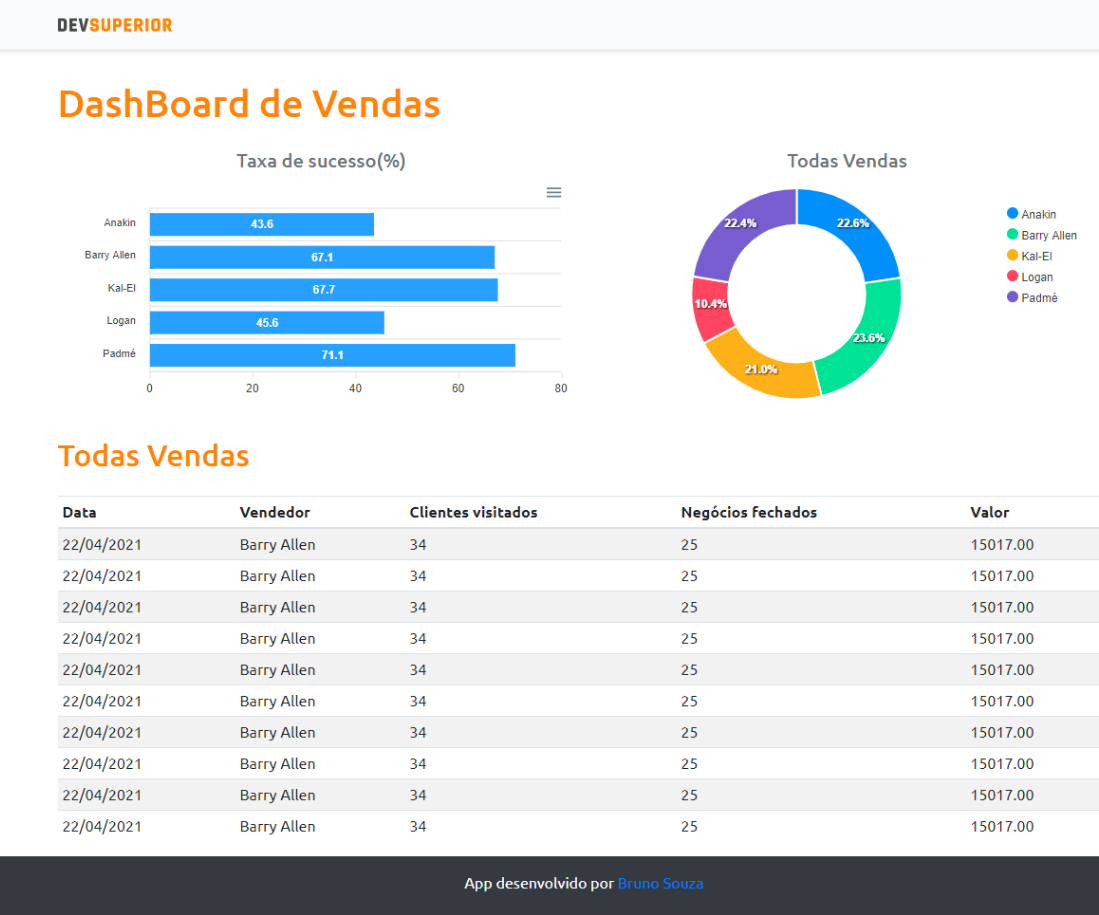 DEVSUPERIOR
DashBoard de Vendas
Taxa de sucesso(%)
Anakin 43.6
Barry Allen 67.1
Kal-El 67.7
Logan 45.6
Padmé 71.1
0 20 40 60 80
Todas Vendas
22.4% 22.6%
10.4%
23.6%
21.0%
Anakin
Barry Allen
Kal-El
Logan
Padmé
Todas Vendas
Data Vendedor Clientes visitados Negócios fechados Valor
22/04/2021 Barry Allen 34 25 15017.00
22/04/2021 Barry Allen 34 25 15017.00
22/04/2021 Barry Allen 34 25 15017.00
22/04/2021 Barry Allen 34 25 15017.00
22/04/2021 Barry Allen 34 25 15017.00
22/04/2021 Barry Allen 34 25 15017.00
22/04/2021 Barry Allen 34 25 15017.00
22/04/2021 Barry Allen 34 25 15017.00
22/04/2021 Barry Allen 34 25 15017.00
22/04/2021 Barry Allen 34 25 15017.00
App desenvolvido por Bruno Souza